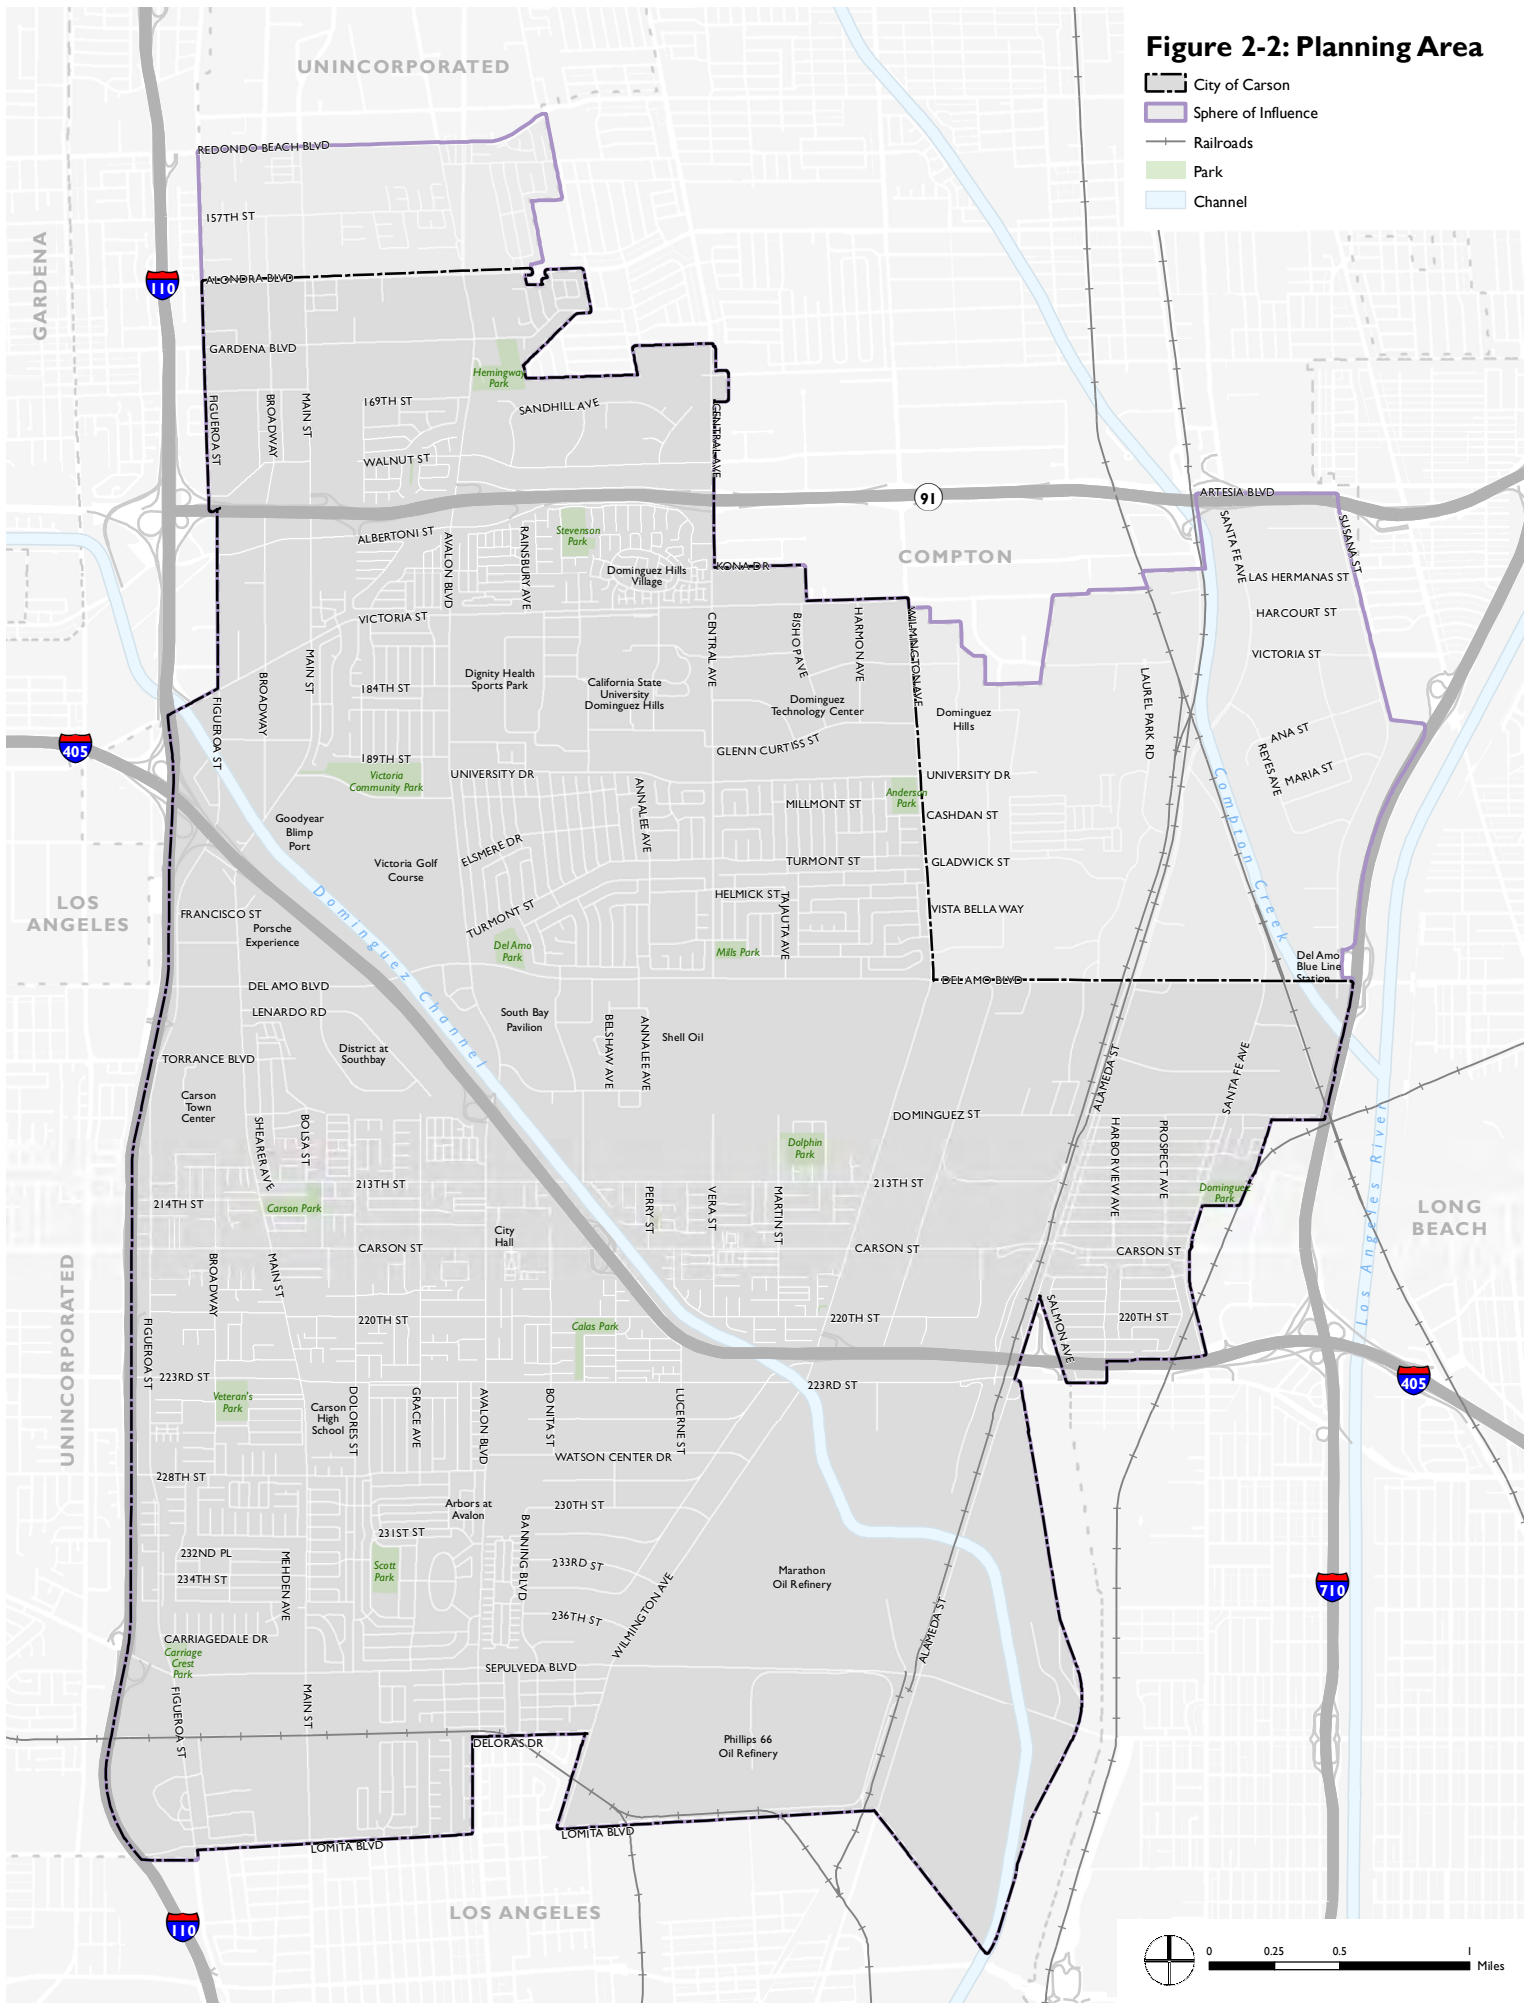 Figure 2-2: Planning Area
City of Carson
Sphere of Influence
Railroads
Park
Channel
UNINCORPORATED
REDONDO BEACH BLVD
157TH ST
GARDENA
110
ALONDRA BLVD
GARDENA BLVD
Hemingway
Park
FIGUEROA ST
BROADWAY
MAIN ST
169TH ST
SANDHILL AVE
CENTRAL AVE
WALNUT ST
91
ARTESIA BLVD
SANTA FE AVE
SUSANA ST
ALBERTONI ST
AVALON BLVD
RAINSBURY AVE
Stevenson
Park
COMPTON
Dominguez Hills
Village
KONA DR
LAS HERMANAS ST
HARCOURT ST
VICTORIA ST
CENTRAL AVE
BISHOP AVE
HARMON AVE
WILMINGTON AVE
VICTORIA ST
MAIN ST
BROADWAY
FIGUEROA ST
184TH ST
Dignity Health
Sports Park
California State
University
Dominguez Hills
Dominguez
Technology Center
Dominguez
Hills
LAUREL PARK RD
ANA ST
REYES AVE
MARIA ST
GLENN CURTISS ST
405
189TH ST
Victoria
Community Park
UNIVERSITY DR
ANNALEE AVE
MILLMONT ST
Anderson
Park
UNIVERSITY DR
CASHDAN ST
Compton Creek
Goodyear
Blimp
Port
Victoria Golf
Course
ELSMERE DR
TURMONT ST
GLADWICK ST
HELMICK ST
TAJAUTA AVE
VISTA BELLA WAY
LOS
ANGELES
Dominguez Channel
FRANCISCO ST
Porsche
Experience
TURMONT ST
Del Amo
Park
Mills Park
Del Amo
Blue Line
Station
DEL AMO BLVD
DEL AMO BLVD
LENARDO RD
South Bay
Pavilion
BELSHAW AVE
ANNALEE AVE
Shell Oil
District at
Southbay
TORRANCE BLVD
ALAMEDA ST
SANTA FE AVE
Carson
Town
Center
SHEARER AVE
BOLSA ST
DOMINGUEZ ST
HARBOR VIEW AVE
PROSPECT AVE
Dolphin
Park
213TH ST
213TH ST
Dominguez
Park
214TH ST
Carson Park
PERRY ST
VERA ST
MARTIN ST
Los Angeles River
LONG
BEACH
City
Hall
CARSON ST
CARSON ST
CARSON ST
UNINCORPORATED
BROADWAY
MAIN ST
SALMON AVE
220TH ST
Calas Park
220TH ST
220TH ST
FIGUEROA ST
223RD ST
223RD ST
405
Veteran's
Park
Carson
High
School
DOLORES ST
GRACE AVE
AVALON BLVD
BONITA ST
LUCERNE ST
WATSON CENTER DR
228TH ST
Arbors at
Avalon
230TH ST
231ST ST
BANNING BLVD
232ND PL
234TH ST
MEHDEN AVE
Scott
Park
233RD ST
Marathon
Oil Refinery
710
236TH ST
WILMINGTON AVE
ALAMEDA ST
CARRIAGEDALE DR
Carriage
Crest
Park
SEPULVEDA BLVD
FIGUEROA ST
MAIN ST
DELORAS DR
Phillips 66
Oil Refinery
LOMITA BLVD
LOMITA BLVD
LOS ANGELES
110
0
0.25
0.5
1
Miles